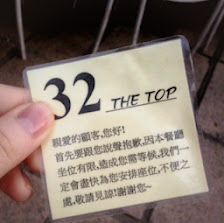 32 THE TOP
親愛的顧客,您好!
首先要跟您說聲抱歉,因本餐廳
坐位有限,造成您需等候,我們一
定會盡快為您安排座位,不便之
處,敬請見諒!謝謝您~